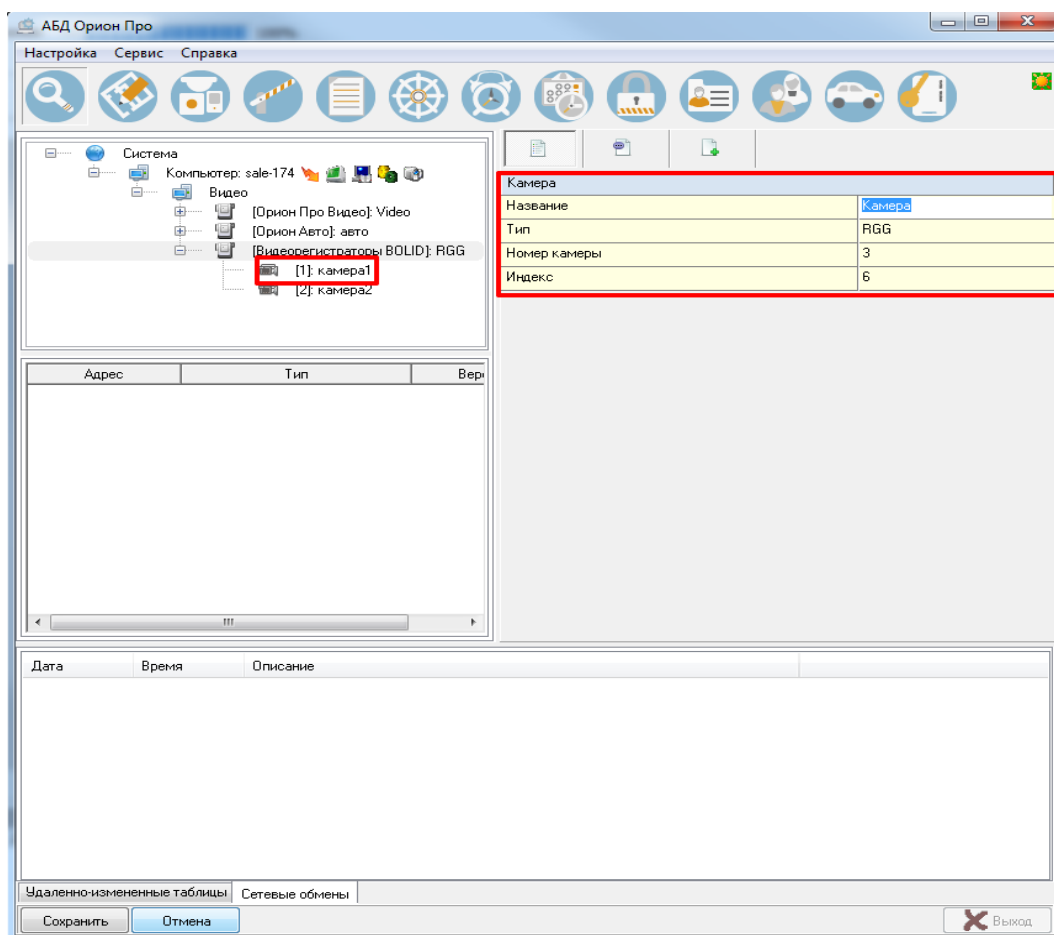 АБД Орион Про
Настройка Сервис Справка
Система
Компьютер: sale-174
Видео
[Орион Про Видео]: Video
[Орион Авто]: авто
[Видеорегистраторы BOLID]: RGG
[1]: камера1
[2]: камера2
Камера
Название Камера
Тип RGG
Номер камеры 3
Индекс 6
Адрес Тип Верс
Дата Время Описание
Удаленно-измененные таблицы Сетевые обмены
Сохранить Отмена Выход